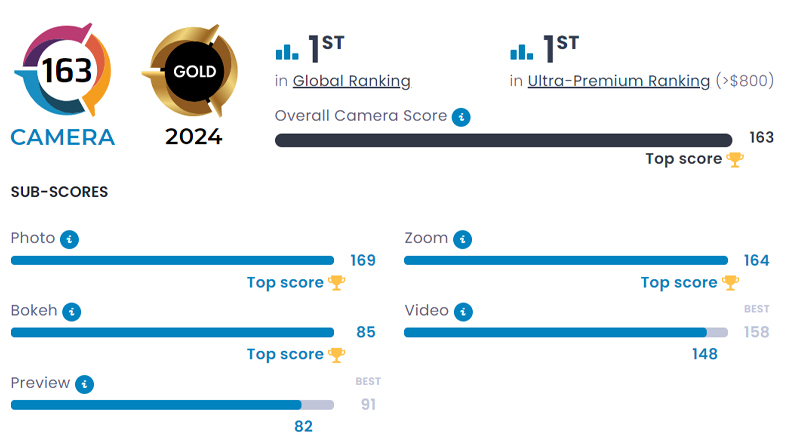 163
CAMERA
GOLD
2024
1ST
in Global Ranking
1ST
in Ultra-Premium Ranking (>$800)
Overall Camera Score i
163
Top score
SUB-SCORES
Photo i
169
Top score
Zoom i
164
Top score
Bokeh i
85
Top score
Video i
BEST
158
148
Preview i
BEST
91
82